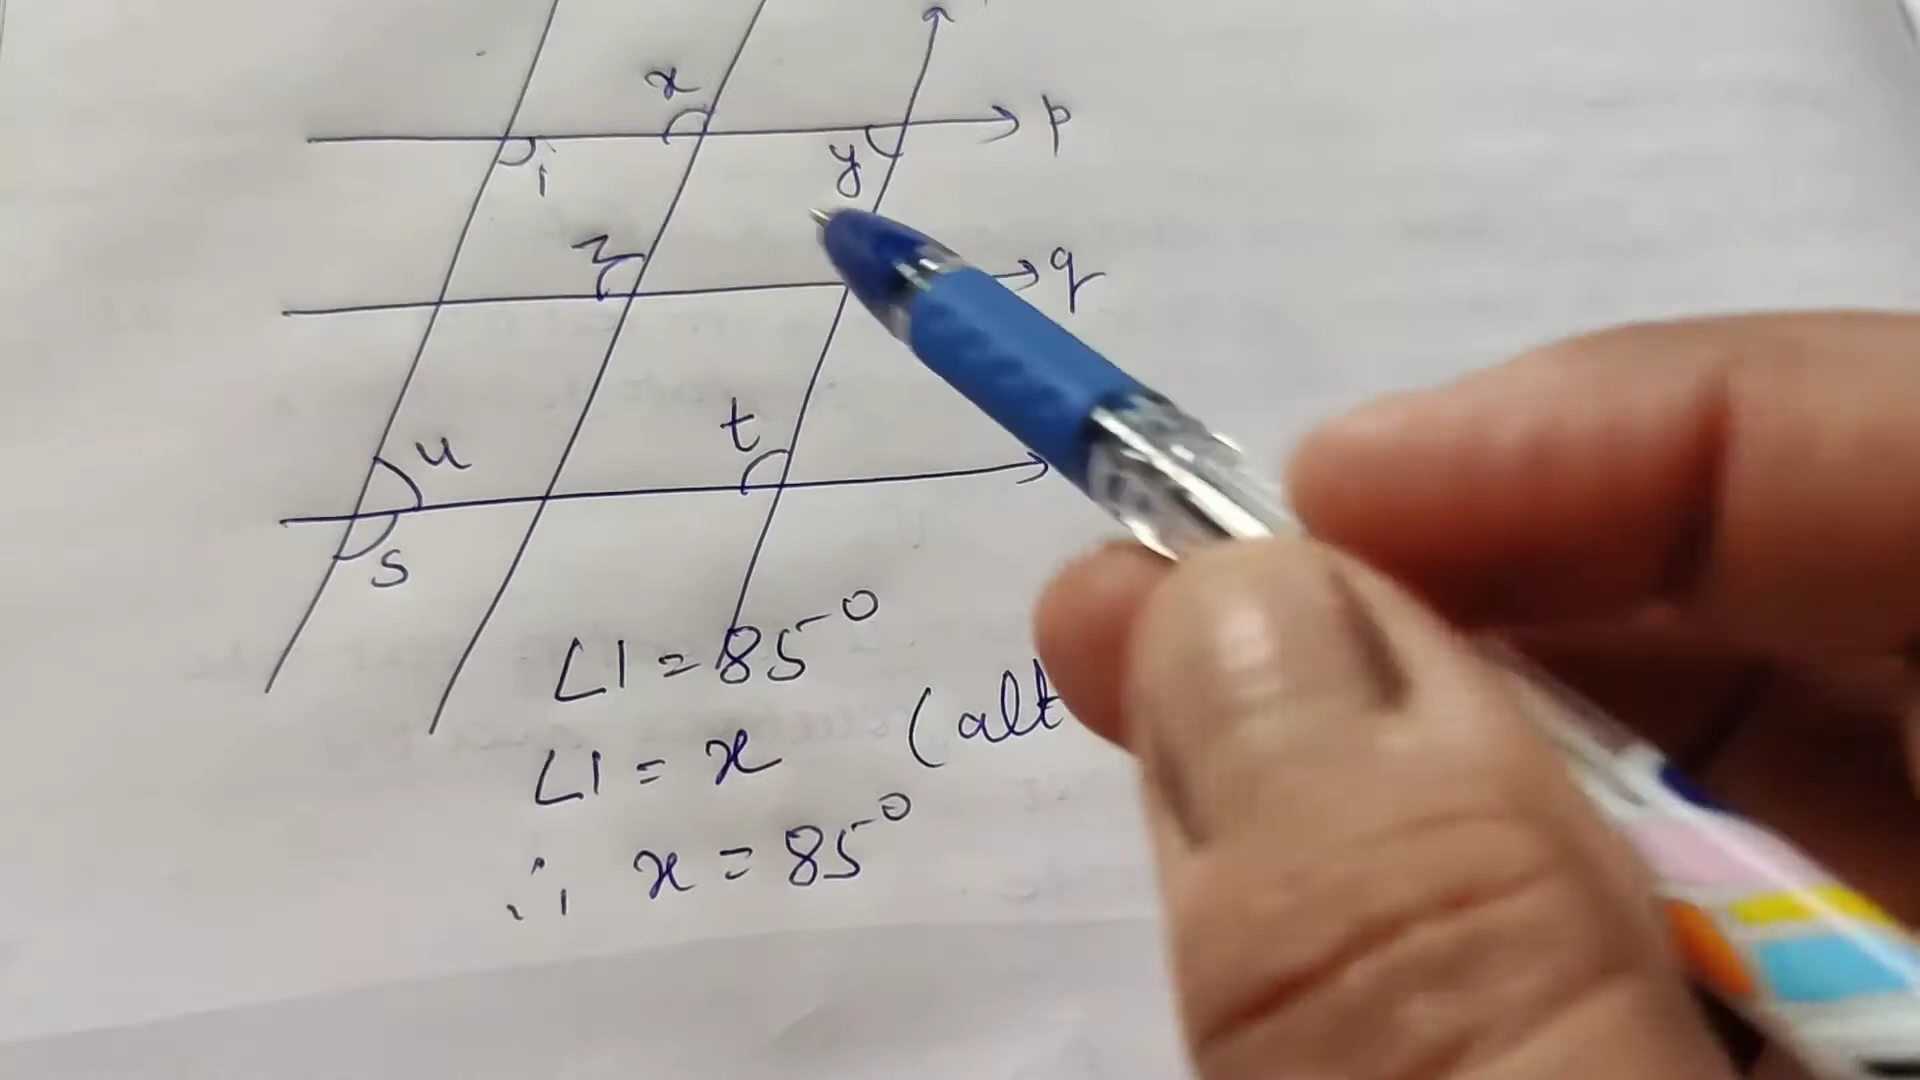 x
p
1
y
z
q
t
u
s
∠1 = 85°
∠1 = x (alt
∴ x = 85°